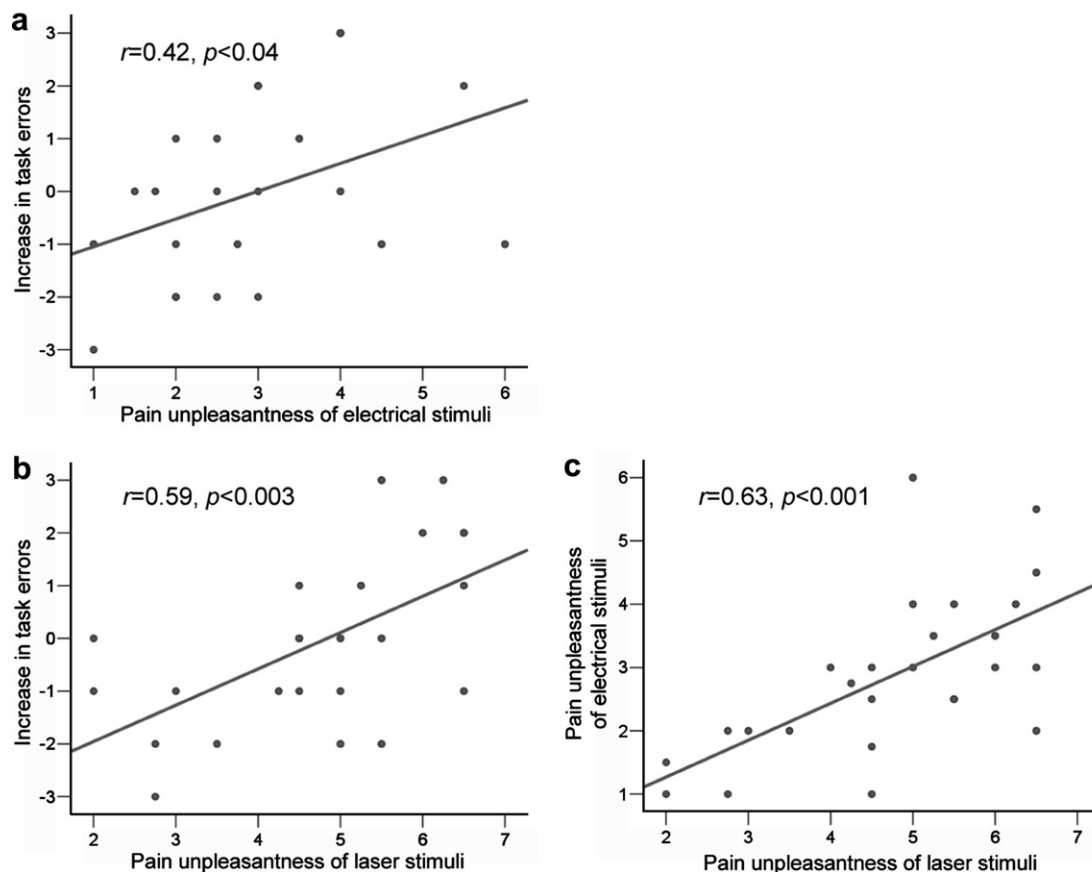 a
r=0.42, p<0.04
Increase in task errors
3
2
1
0
-1
-2
-3
1 2 3 4 5 6
Pain unpleasantness of electrical stimuli
b
r=0.59, p<0.003
Increase in task errors
3
2
1
0
-1
-2
-3
2 3 4 5 6 7
Pain unpleasantness of laser stimuli
c
r=0.63, p<0.001
Pain unpleasantness
of electrical stimuli
6
5
4
3
2
1
2 3 4 5 6 7
Pain unpleasantness of laser stimuli